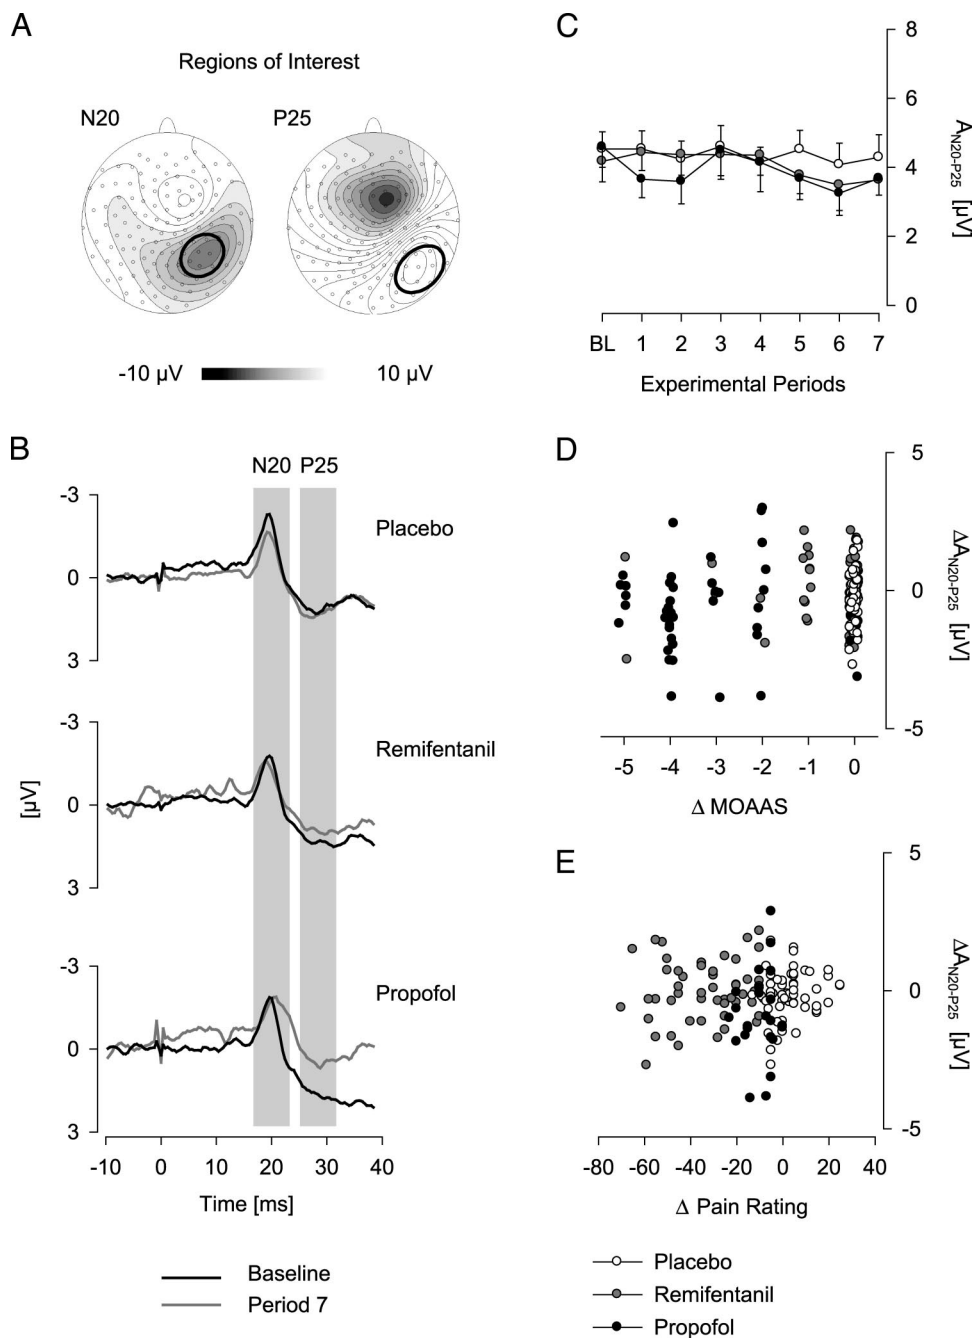 A
Regions of Interest
N20
P25
-10 µV
10 µV
B
N20
P25
-3
0
3
Placebo
-3
0
3
Remifentanil
[µV]
-3
0
3
Propofol
-10 0 10 20 30 40
Time [ms]
Baseline
Period 7
C
8
6
4
2
0
A_N20-P25 [µV]
BL 1 2 3 4 5 6 7
Experimental Periods
D
5
0
-5
ΔA_N20-P25 [µV]
-5 -4 -3 -2 -1 0
Δ MOAAS
E
5
0
-5
ΔA_N20-P25 [µV]
-80 -60 -40 -20 0 20 40
Δ Pain Rating
Placebo
Remifentanil
Propofol